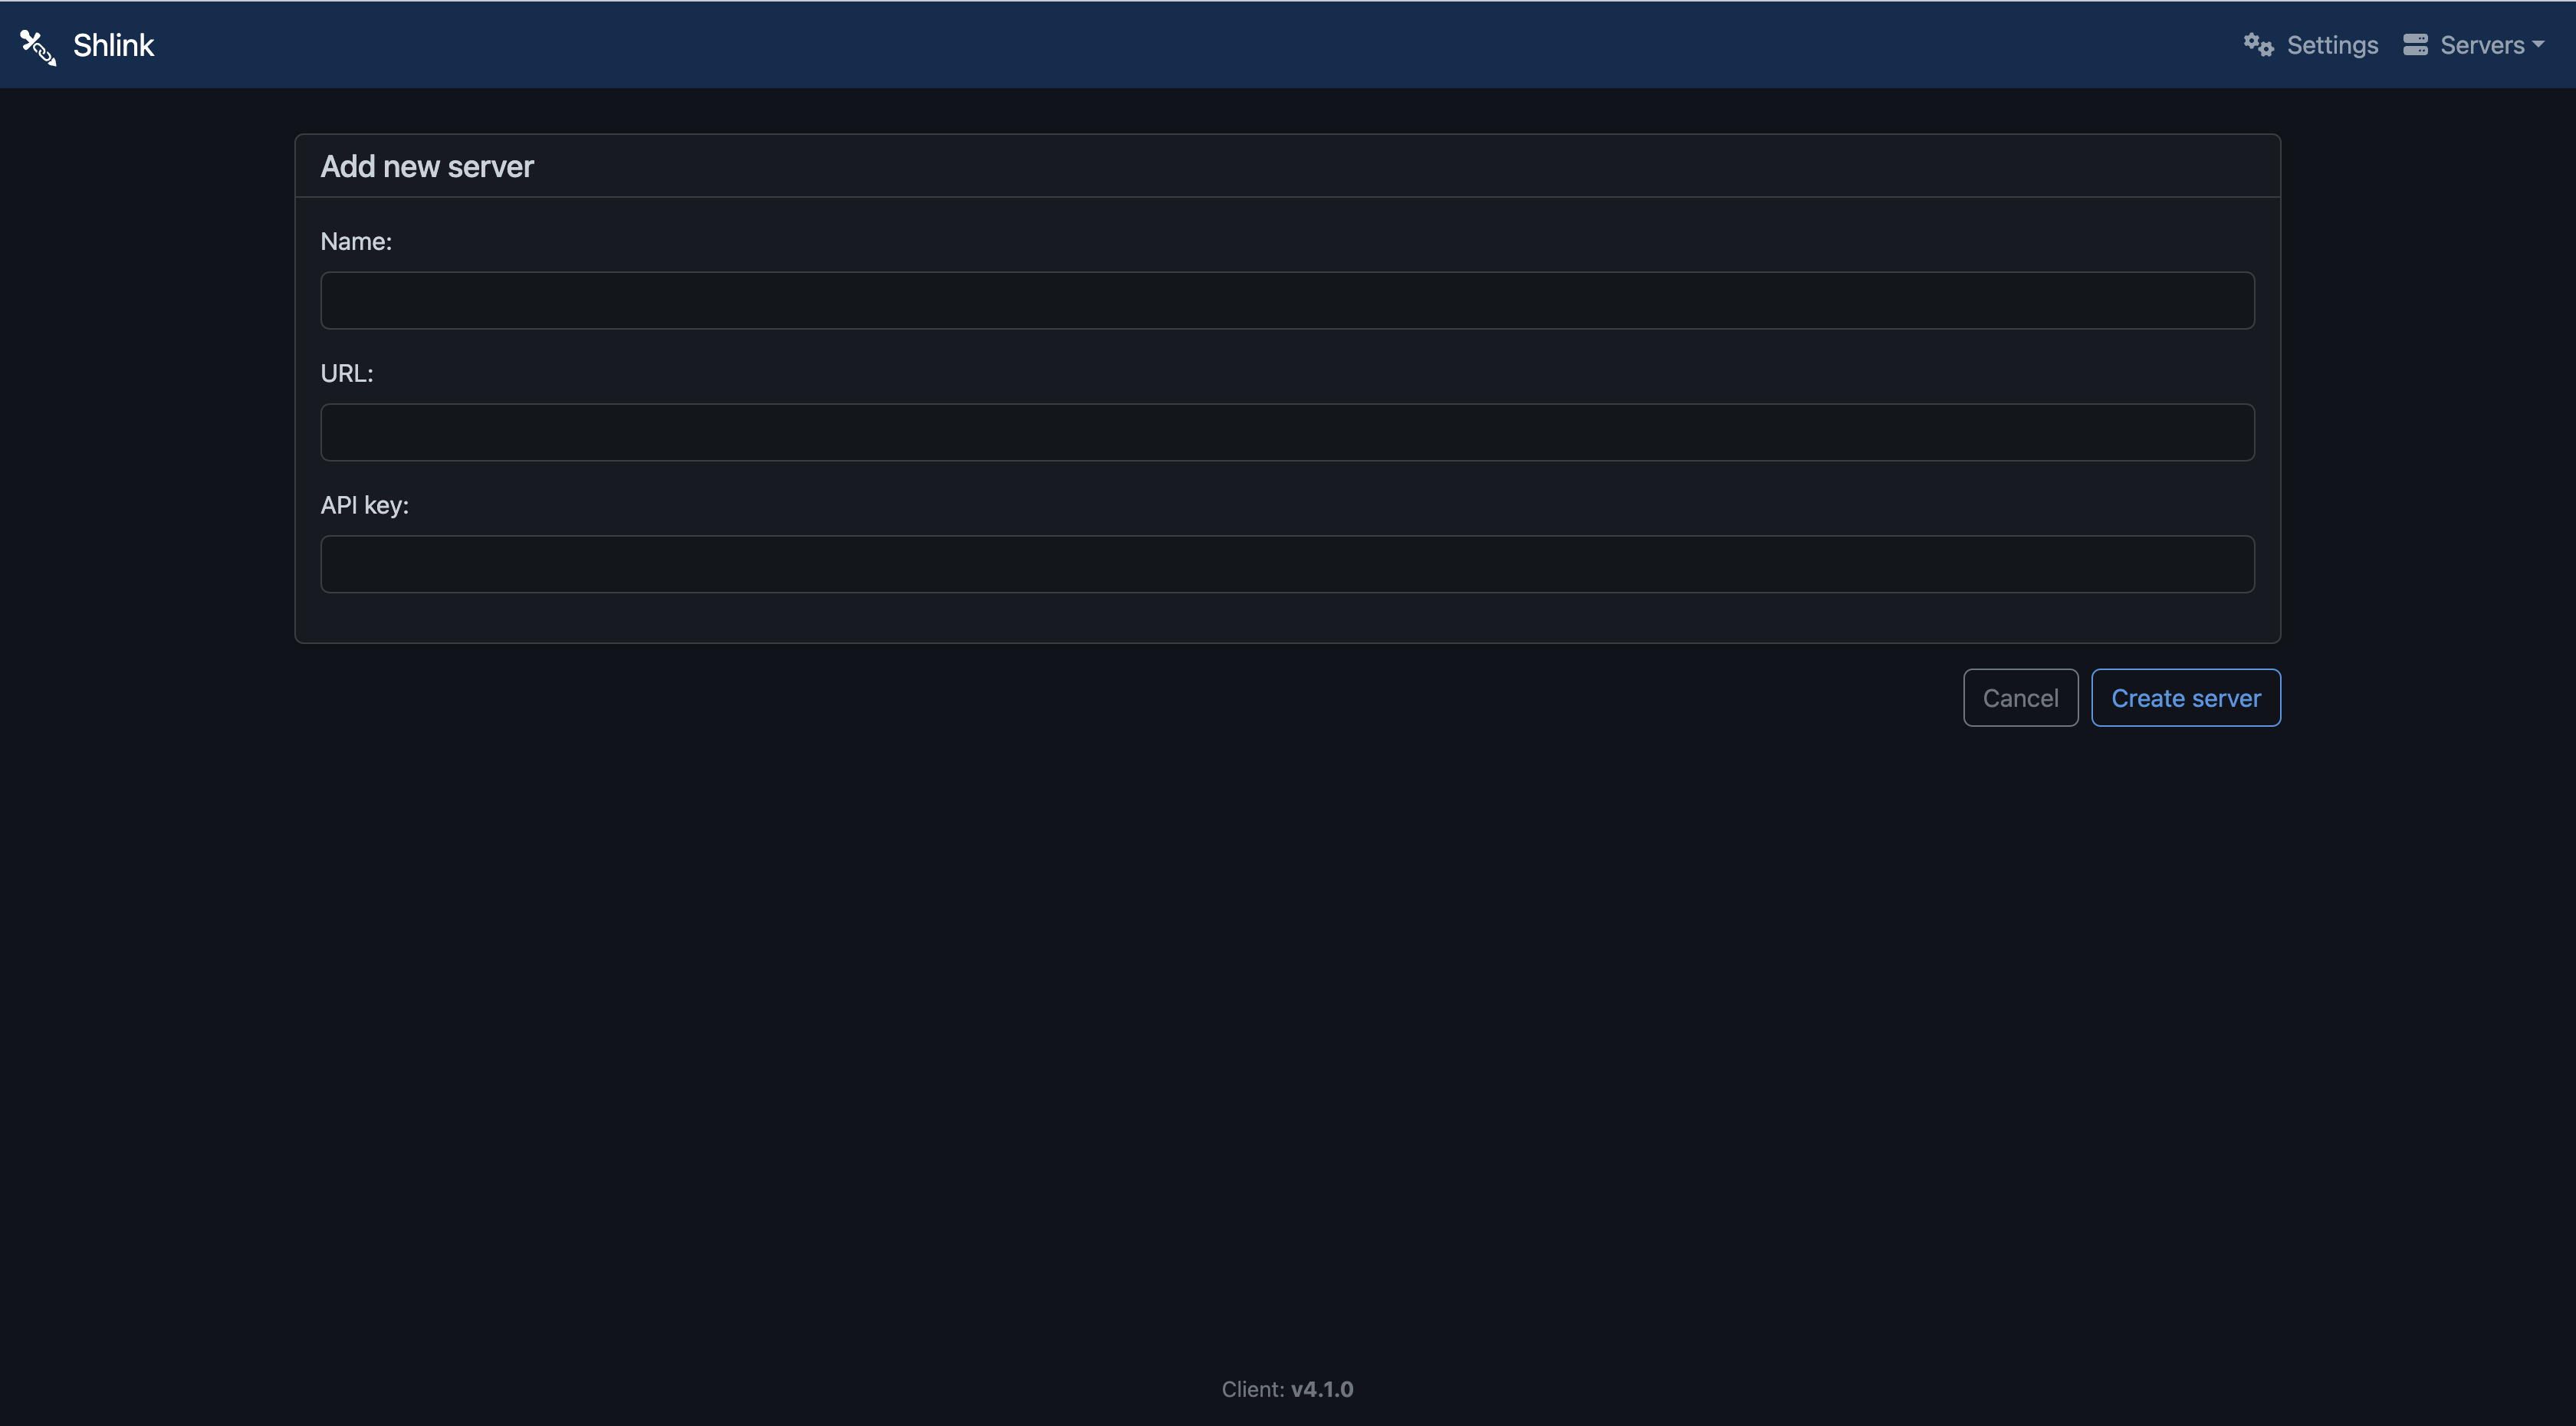 Shlink
Settings
Servers
Add new server
Name:
URL:
API key:
Cancel
Create server
Client: v4.1.0